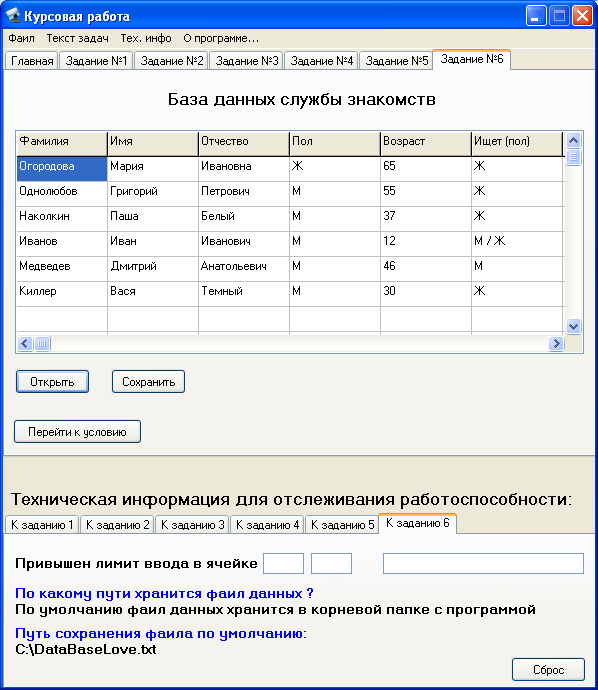 Курсовая работа
Фаил Текст задач Тех. инфо О программе...
Главная Задание №1 Задание №2 Задание №3 Задание №4 Задание №5 Задание №6
База данных службы знакомств
Фамилия Имя Отчество Пол Возраст Ищет (пол)
Огородова Мария Ивановна Ж 65 Ж
Однолюбов Григорий Петрович М 55 Ж
Наколкин Паша Белый М 37 Ж
Иванов Иван Иванович М 12 М / Ж
Медведев Дмитрий Анатольевич М 46 М
Киллер Вася Темный М 30 Ж
Открыть Сохранить
Перейти к условию
Техническая информация для отслеживания работоспособности:
К заданию 1 К заданию 2 К заданию 3 К заданию 4 К заданию 5 К заданию 6
Привышен лимит ввода в ячейке
По какому пути хранится фаил данных ?
По умолчанию фаил данных хранится в корневой папке с программой
Путь сохранения фаила по умолчанию:
C:\DataBaseLove.txt
Сброс